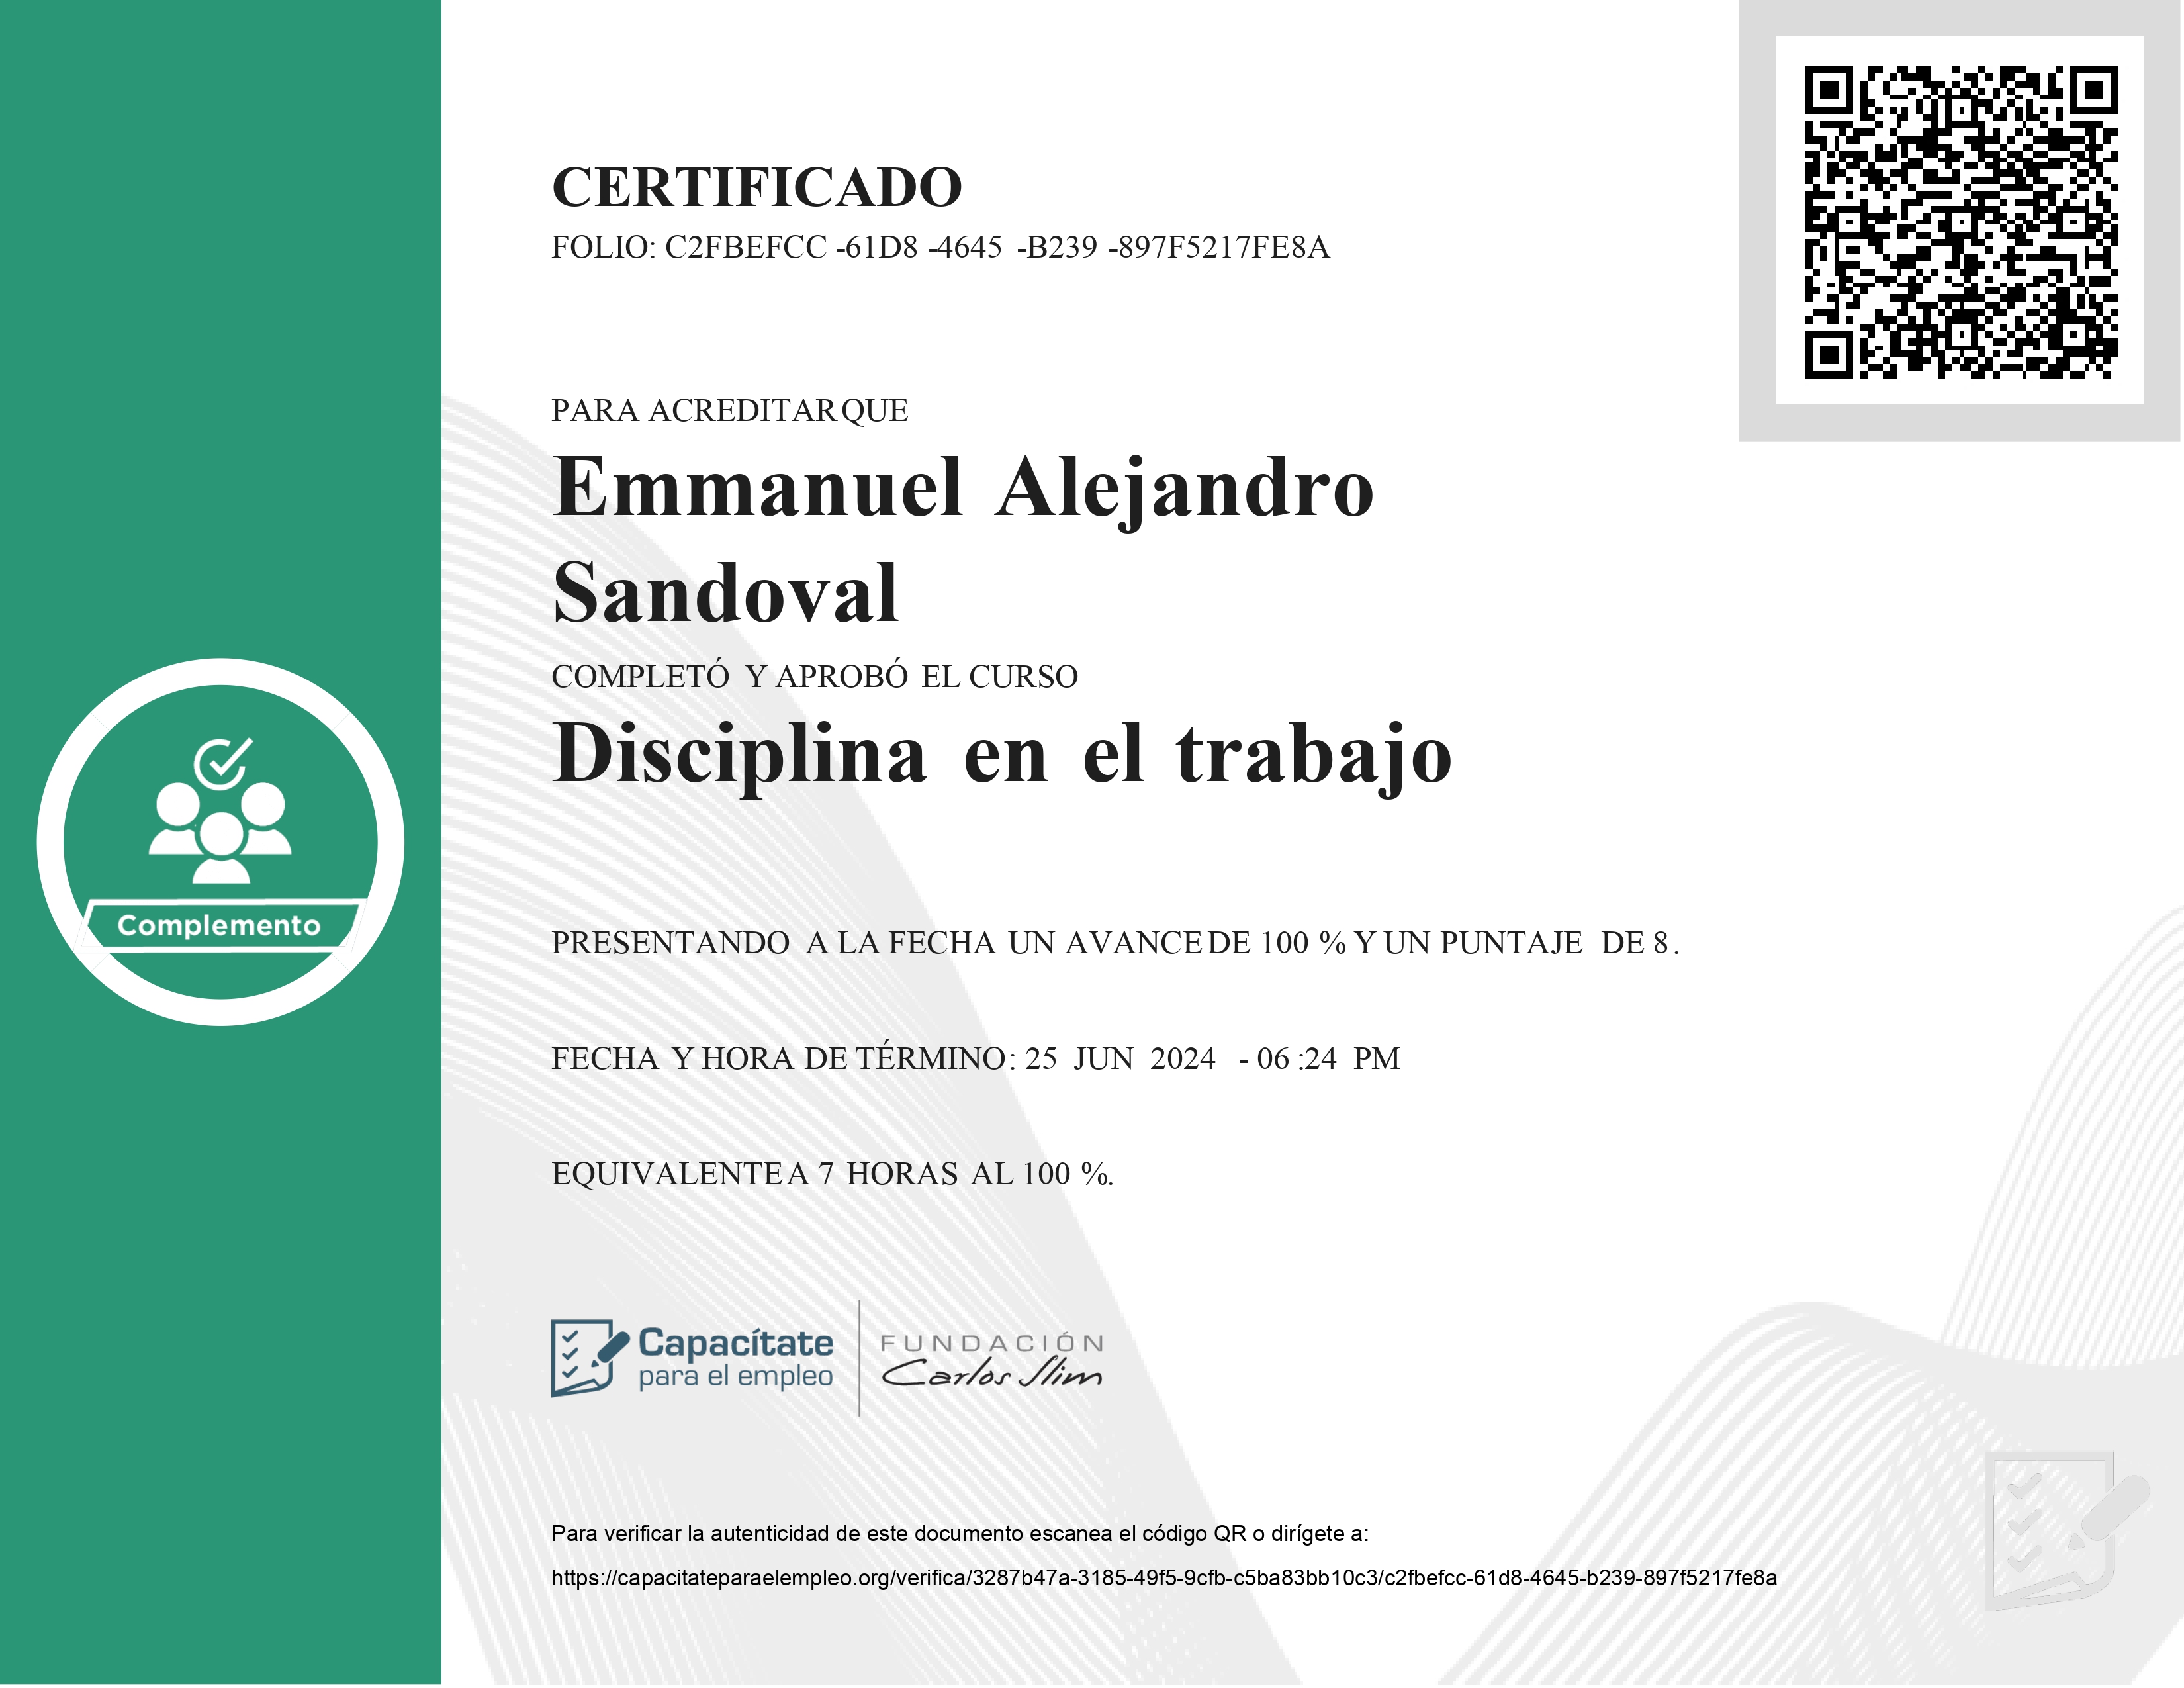 CERTIFICADO
FOLIO: C2FBEFCC -61D8 -4645 -B239 -897F5217FE8A
PARA ACREDITAR QUE
Emmanuel Alejandro
Sandoval
COMPLETÓ Y APROBÓ EL CURSO
Disciplina en el trabajo
Complemento
PRESENTANDO A LA FECHA UN AVANCE DE 100 % Y UN PUNTAJE DE 8.
FECHA Y HORA DE TÉRMINO: 25 JUN 2024 - 06:24 PM
EQUIVALENTE A 7 HORAS AL 100 %.
Capacítate
para el empleo
FUNDACIÓN
Carlos Slim
Para verificar la autenticidad de este documento escanea el código QR o dirígete a:
https://capacitateparaelempleo.org/verifica/3287b47a-3185-49f5-9cfb-c5ba83bb10c3/c2fbefcc-61d8-4645-b239-897f5217fe8a